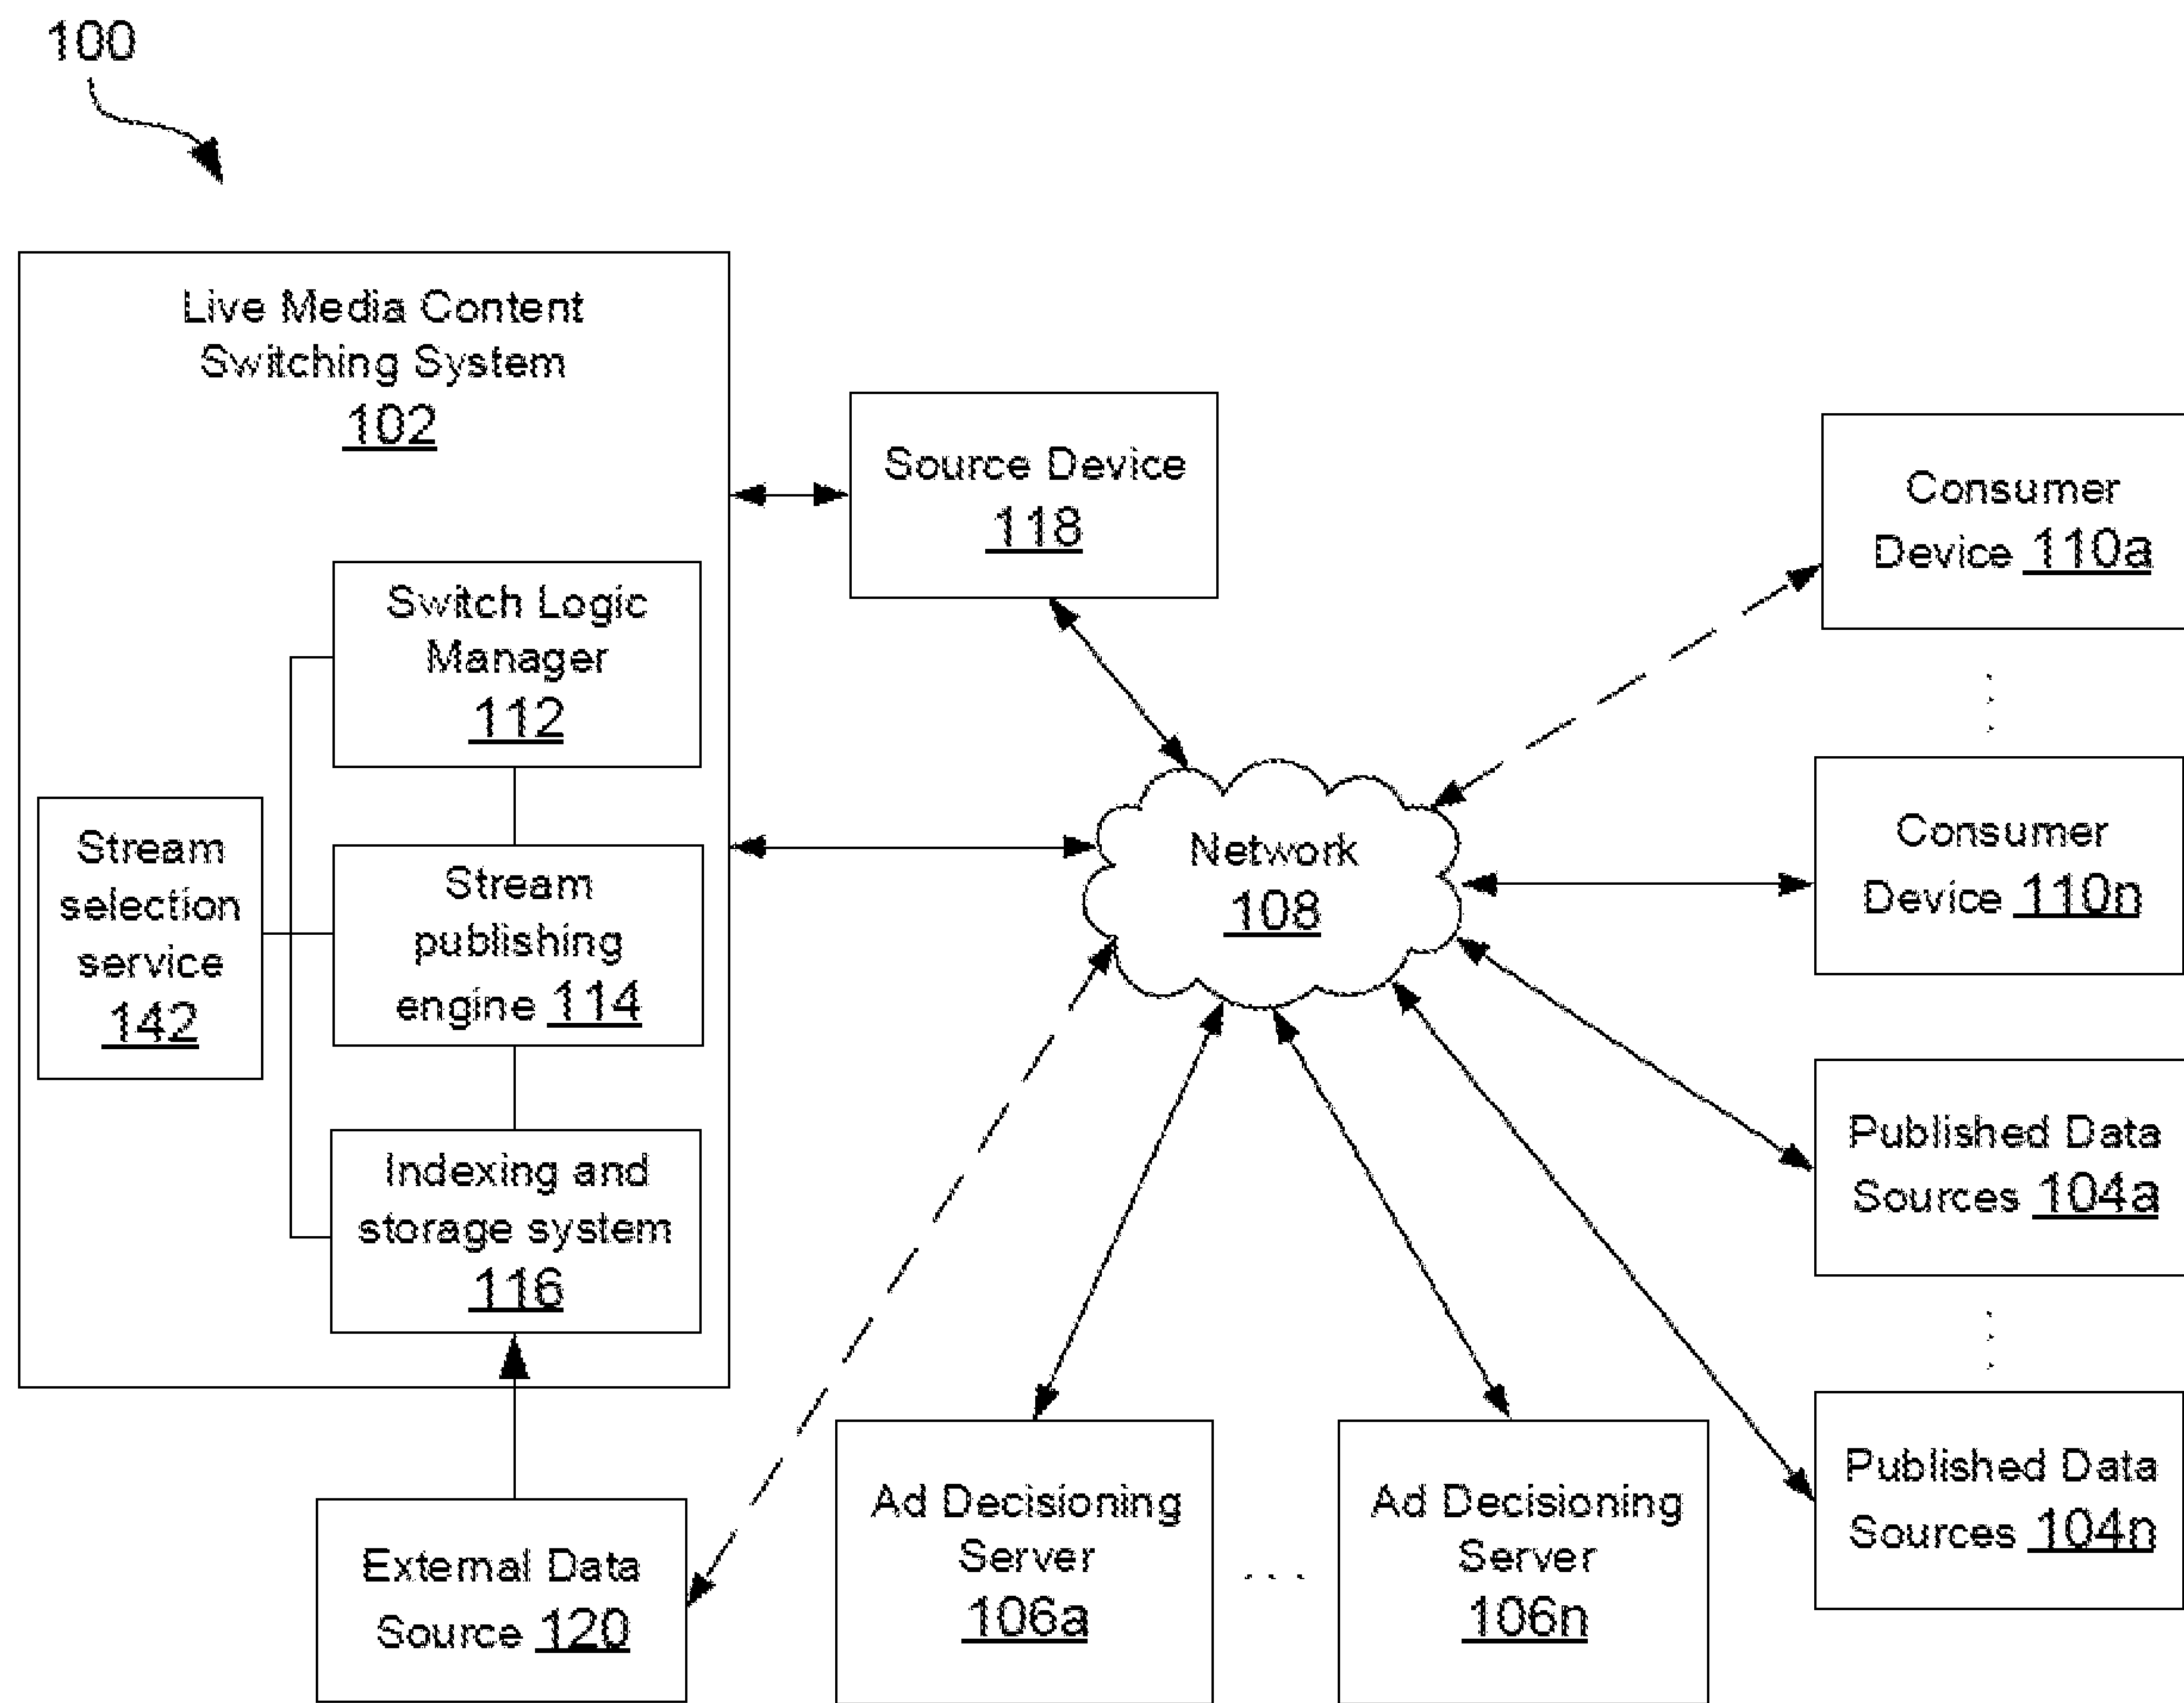 100
Live Media Content
Switching System
102
Switch Logic
Manager
112
Stream
selection
service
142
Stream
publishing
engine 114
Indexing and
storage system
116
External Data
Source 120
Source Device
118
Network
108
Ad Decisioning
Server
106a
. . .
Ad Decisioning
Server
106n
Consumer
Device 110a
Consumer
Device 110n
Published Data
Sources 104a
Published Data
Sources 104n